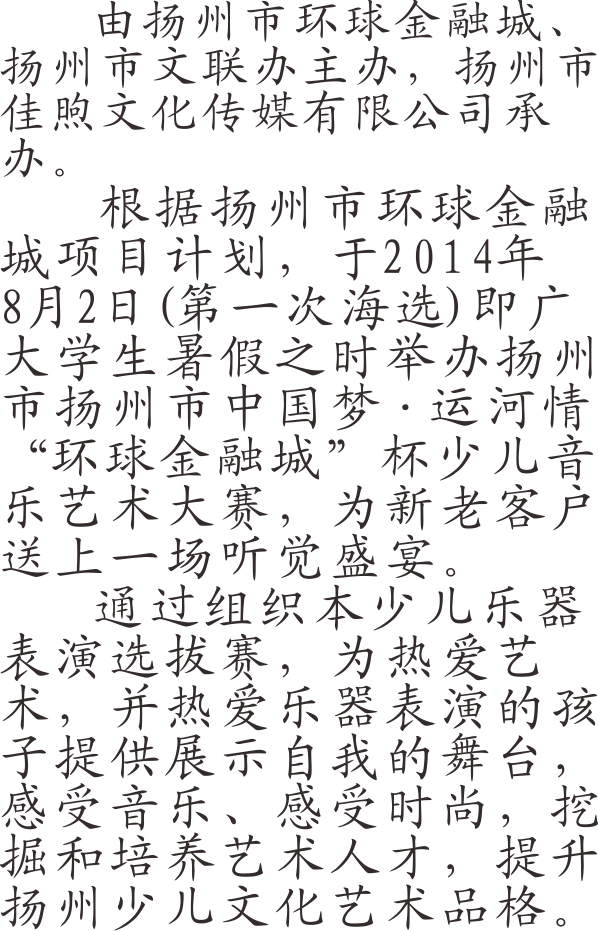 由扬州市环球金融城、
扬州市文联办主办，扬州市
佳煦文化传媒有限公司承
办。
根据扬州市环球金融
城项目计划，于2014年
8月2日(第一次海选)即广
大学生暑假之时举办扬州
市扬州市中国梦·运河情
“环球金融城”杯少儿音
乐艺术大赛，为新老客户
送上一场听觉盛宴。
通过组织本少儿乐器
表演选拔赛，为热爱艺
术，并热爱乐器表演的孩
子提供展示自我的舞台，
感受音乐、感受时尚，挖
掘和培养艺术人才，提升
扬州少儿文化艺术品格。